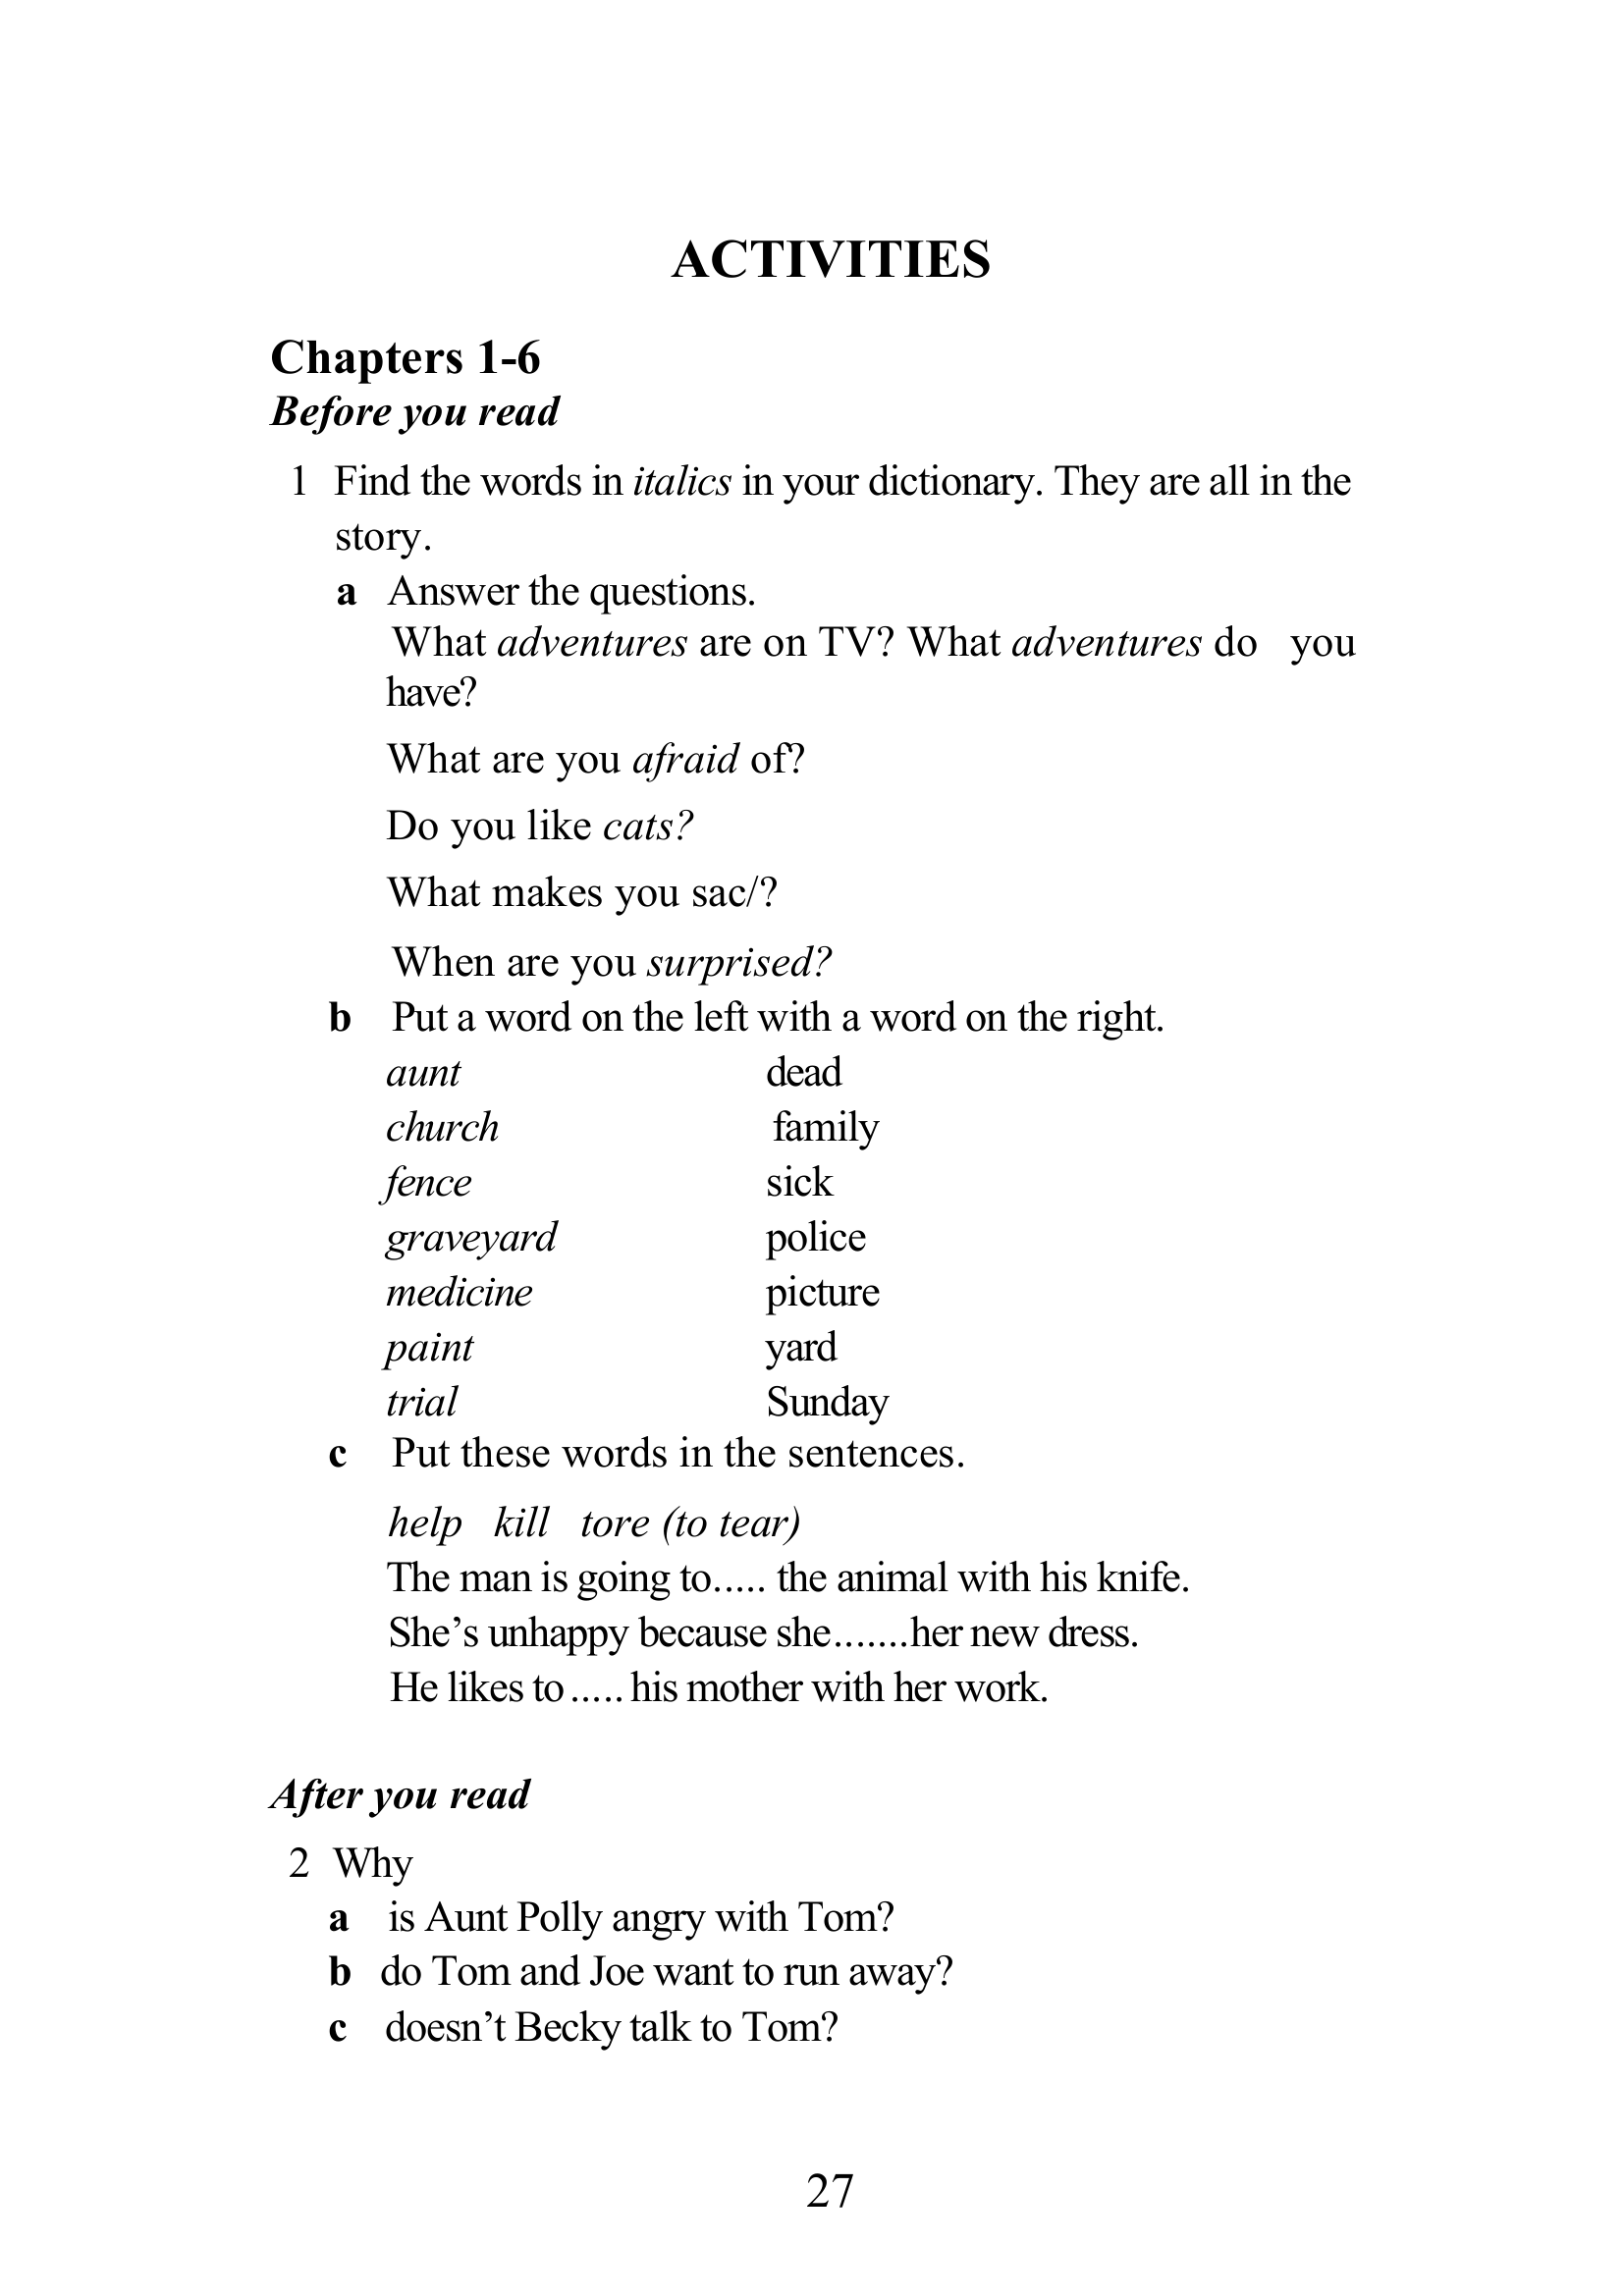 ACTIVITIES
Chapters 1-6
Before you read
1 Find the words in italics in your dictionary. They are all in the
story.
a Answer the questions.
What adventures are on TV? What adventures do you
have?
What are you afraid of?
Do you like cats?
What makes you sac/?
When are you surprised?
b Put a word on the left with a word on the right.
aunt dead
church family
fence sick
graveyard police
medicine picture
paint yard
trial Sunday
c Put these words in the sentences.
help kill tore (to tear)
The man is going to..... the animal with his knife.
She’s unhappy because she.......her new dress.
He likes to ..... his mother with her work.
After you read
2 Why
a is Aunt Polly angry with Tom?
b do Tom and Joe want to run away?
c doesn’t Becky talk to Tom?
27